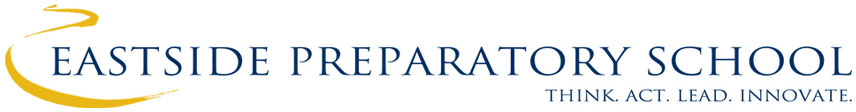 EASTSIDE PREPARATORY SCHOOL
THINK. ACT. LEAD. INNOVATE.